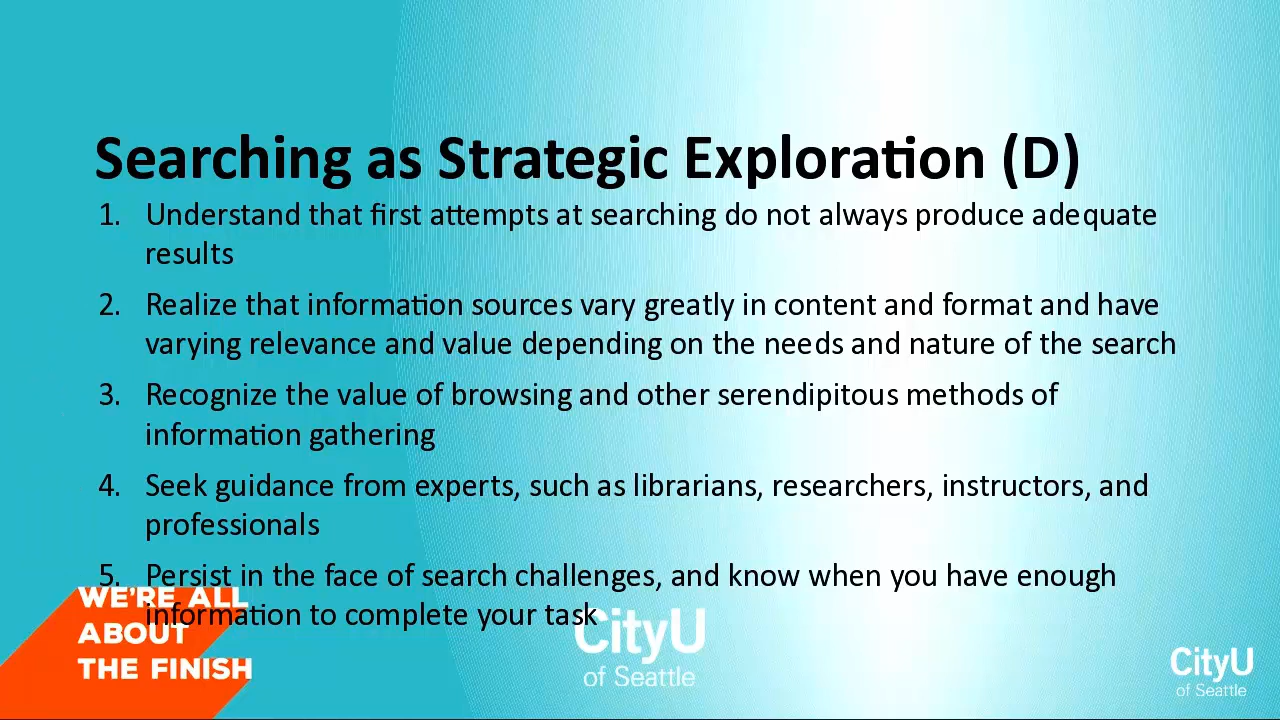 Searching as Strategic Exploration (D)
1. Understand that first attempts at searching do not always produce adequate
results
2. Realize that information sources vary greatly in content and format and have
varying relevance and value depending on the needs and nature of the search
3. Recognize the value of browsing and other serendipitous methods of
information gathering
4. Seek guidance from experts, such as librarians, researchers, instructors, and
professionals
5. Persist in the face of search challenges, and know when you have enough
information to complete your task
WE'RE ALL
ABOUT
THE FINISH
CityU
of Seattle
CityU
of Seattle